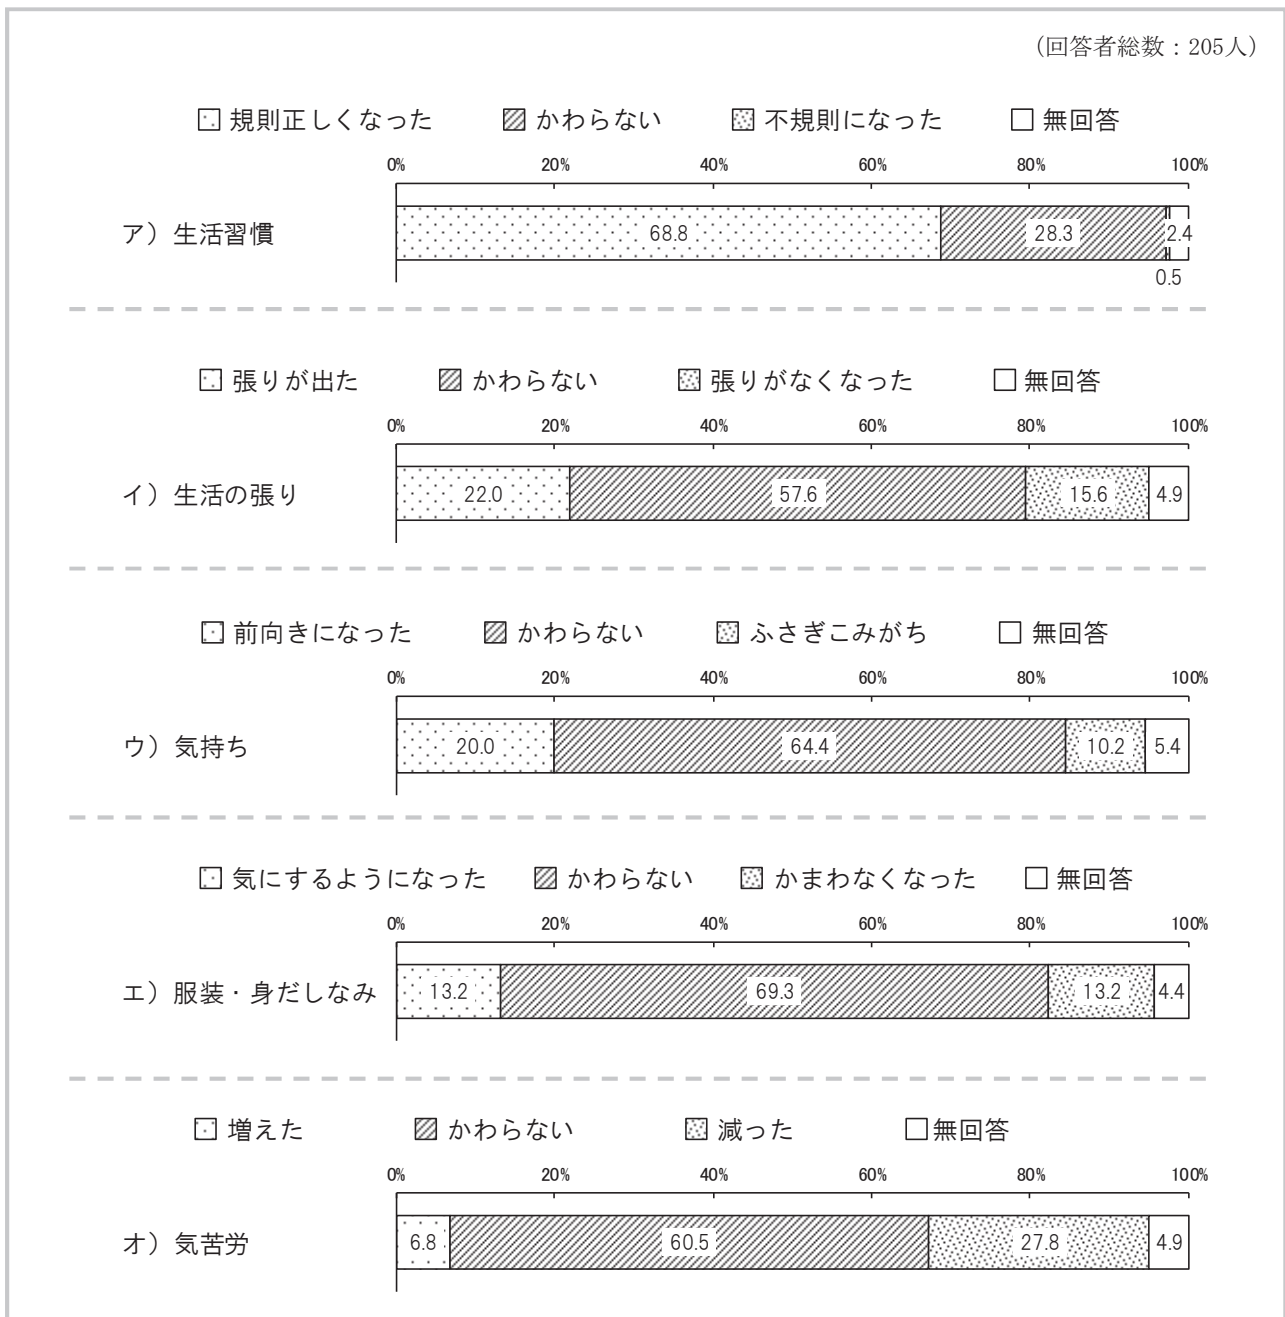 （回答者総数：205人）
規則正しくなった かわらない 不規則になった 無回答
0% 20% 40% 60% 80% 100%
ア）生活習慣 68.8 28.3 2.4
0.5
張りが出た かわらない 張りがなくなった 無回答
0% 20% 40% 60% 80% 100%
イ）生活の張り 22.0 57.6 15.6 4.9
前向きになった かわらない ふさぎこみがち 無回答
0% 20% 40% 60% 80% 100%
ウ）気持ち 20.0 64.4 10.2 5.4
気にするようになった かわらない かまわなくなった 無回答
0% 20% 40% 60% 80% 100%
エ）服装・身だしなみ 13.2 69.3 13.2 4.4
増えた かわらない 減った 無回答
0% 20% 40% 60% 80% 100%
オ）気苦労 6.8 60.5 27.8 4.9